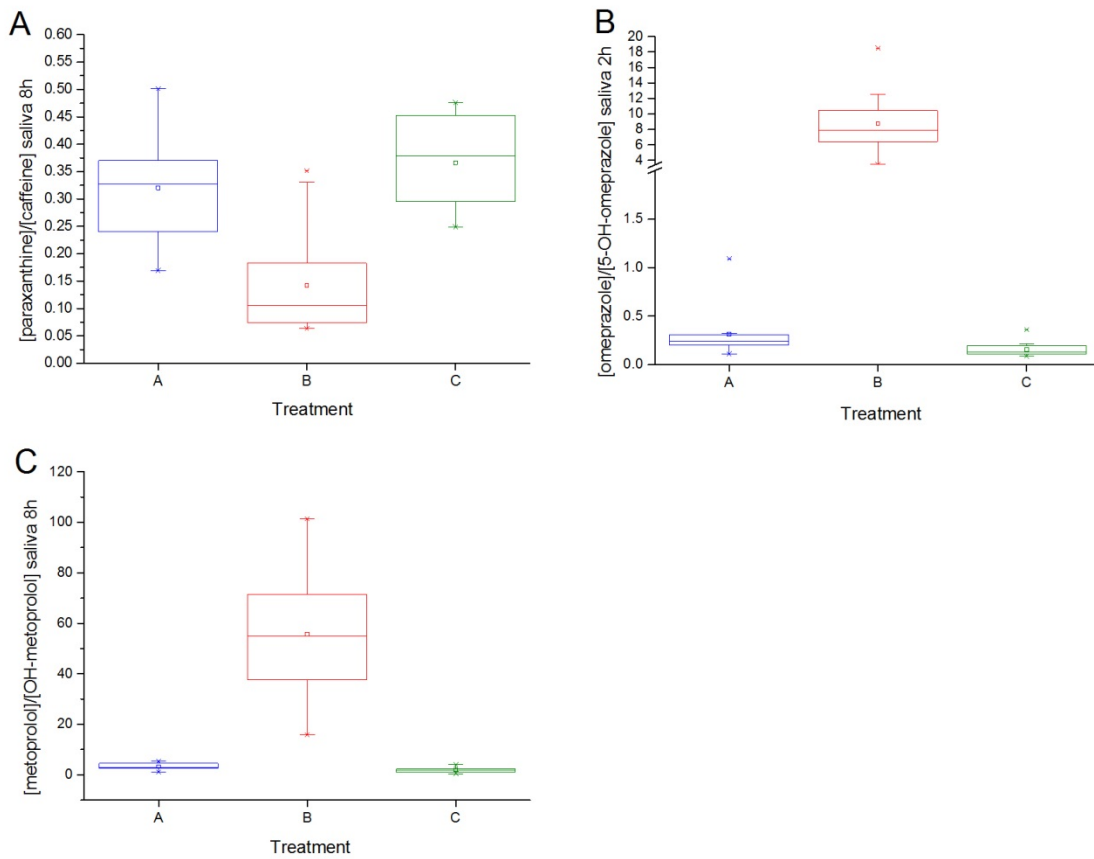 A
[paraxanthine]/[caffeine] saliva 8h
0.60
0.55
0.50
0.45
0.40
0.35
0.30
0.25
0.20
0.15
0.10
0.05
0.00
A B C
Treatment
B
[omeprazole]/[5-OH-omeprazole] saliva 2h
20
18
16
14
12
10
8
6
4
1.5
1.0
0.5
0.0
A B C
Treatment
C
[metoprolol]/[OH-metoprolol] saliva 8h
120
100
80
60
40
20
0
A B C
Treatment